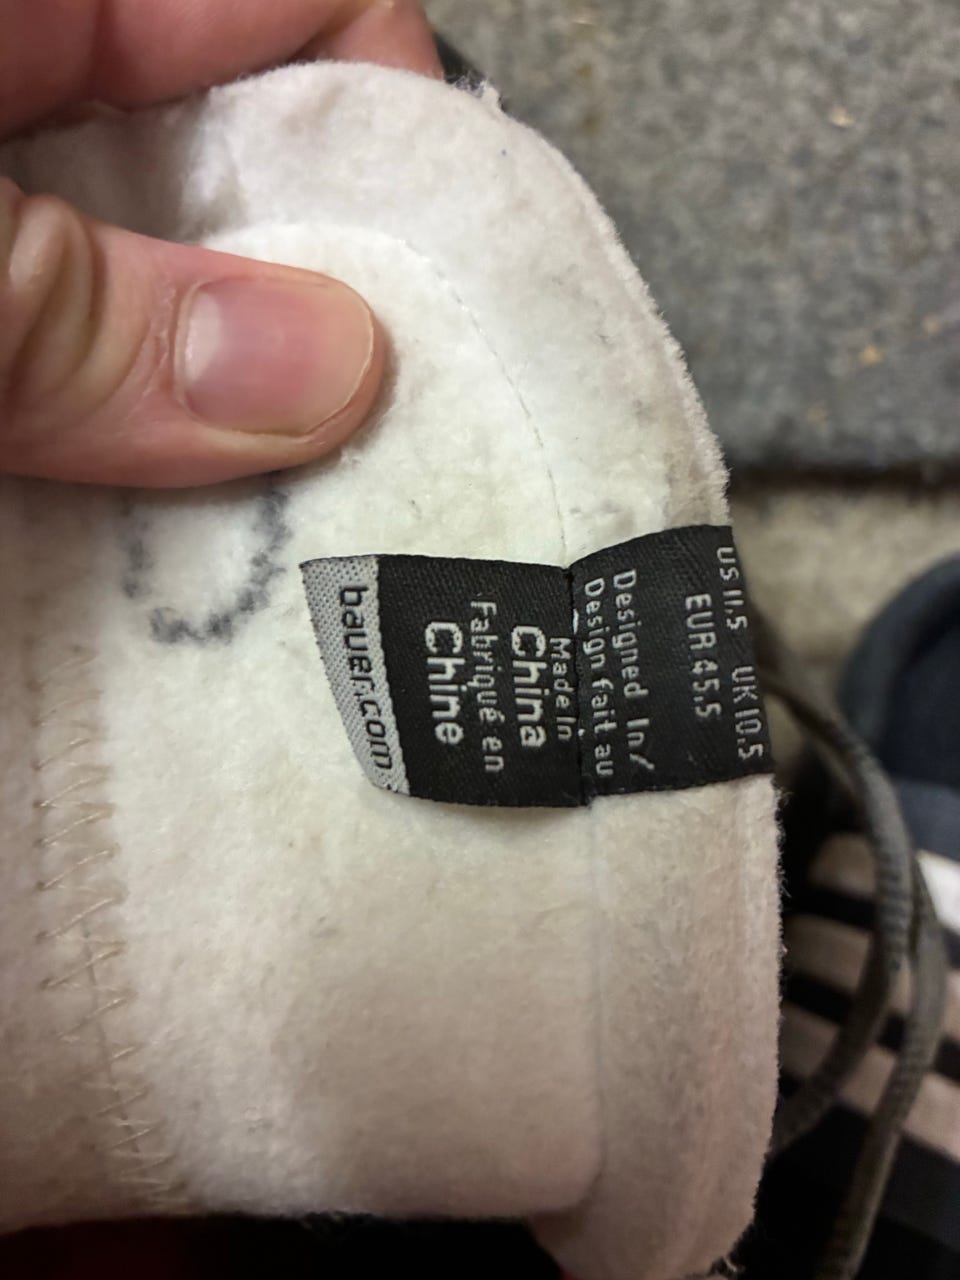 US 11.5 UK 10.5
EUR 45.5
Designed In/
Design fait au
Made In
China
Fabriqué en
Chine
bauer.com